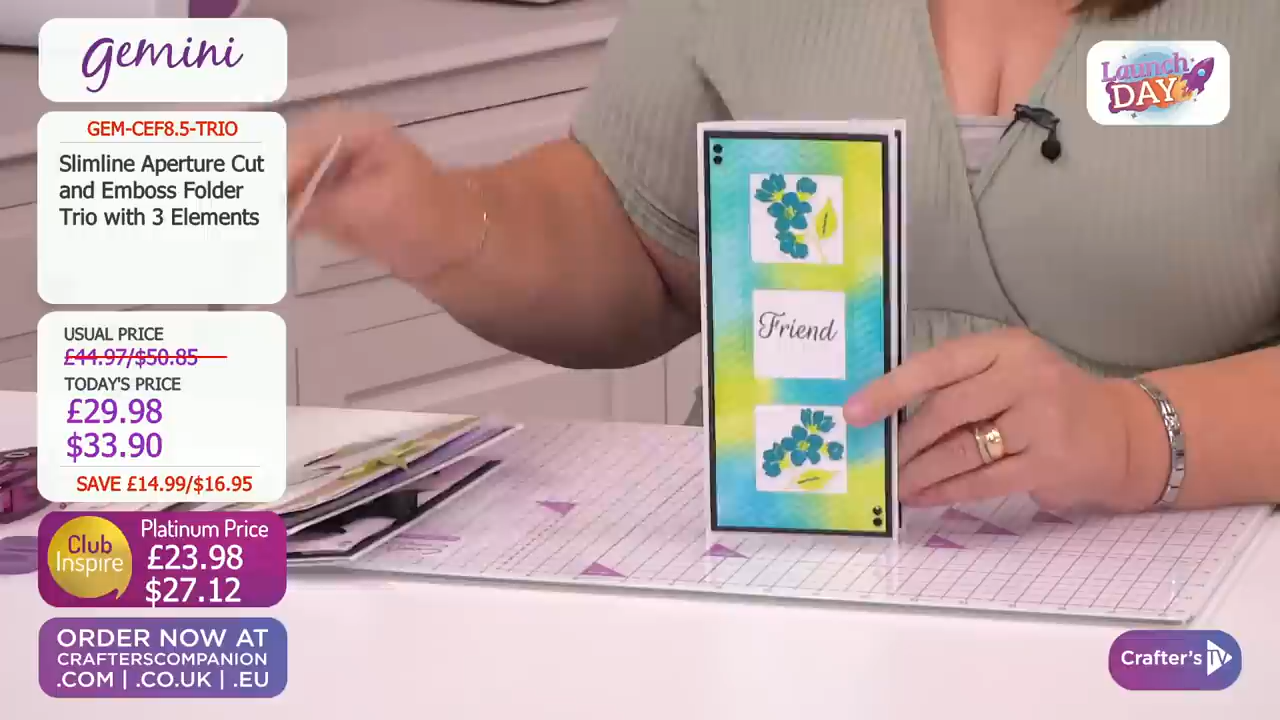 gemini
GEM-CEF8.5-TRIO
Slimline Aperture Cut
and Emboss Folder
Trio with 3 Elements
USUAL PRICE
£44.97/$50.85
TODAY'S PRICE
£29.98
$33.90
SAVE £14.99/$16.95
Club
Inspire
Platinum Price
£23.98
$27.12
ORDER NOW AT
CRAFTERSCOMPANION
.COM | .CO.UK | .EU
Launch
DAY
Friend
Crafter's TV